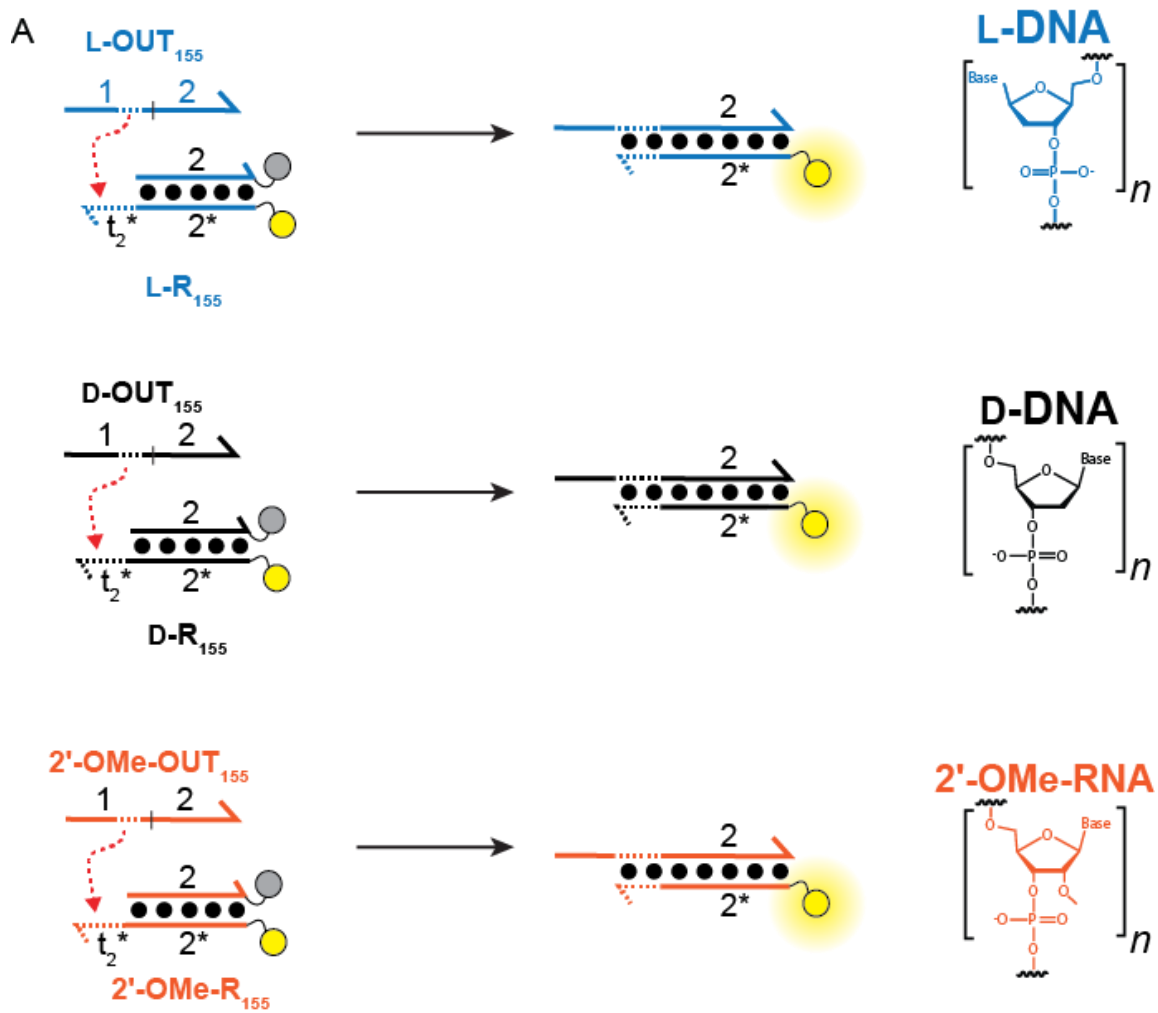 A
L-OUT155
1 2
2
t2* 2*
L-R155
2
2*
L-DNA
Base
O
O
O
O=P-O-
O
n
D-OUT155
1 2
2
t2* 2*
D-R155
2
2*
D-DNA
O
O
Base
O
-O-P=O
O
n
2'-OMe-OUT155
1 2
2
t2* 2*
2'-OMe-R155
2
2*
2'-OMe-RNA
O
O
Base
O
O
-O-P=O
O
n